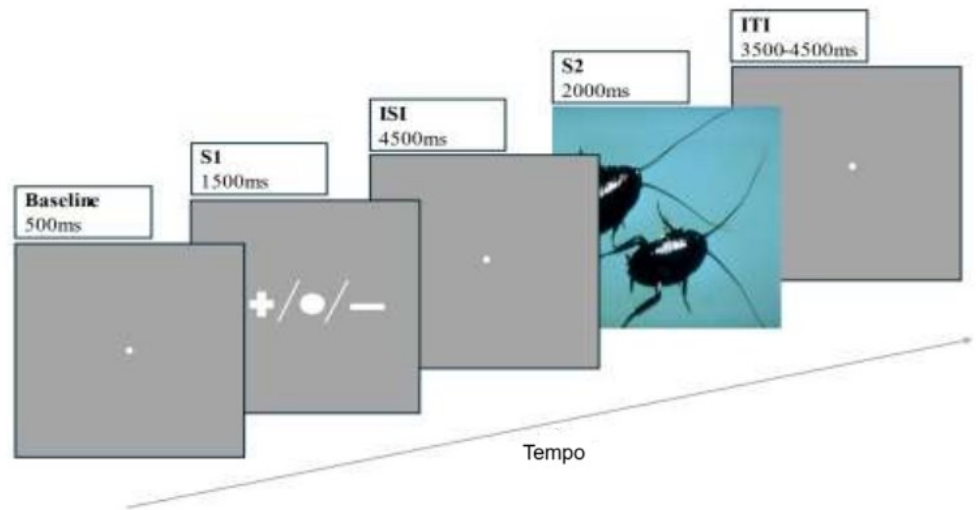 Baseline
500ms
S1
1500ms
+/●/−
ISI
4500ms
S2
2000ms
ITI
3500-4500ms
Tempo